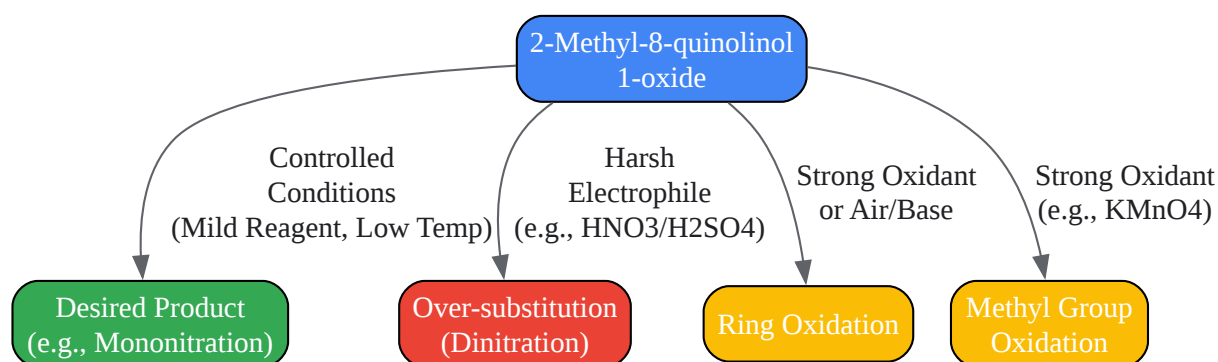 2-Methyl-8-quinolinol
1-oxide
Controlled
Conditions
(Mild Reagent, Low Temp)
Harsh
Electrophile
(e.g., HNO3/H2SO4)
Strong Oxidant
or Air/Base
Strong Oxidant
(e.g., KMnO4)
Desired Product
(e.g., Mononitration)
Over-substitution
(Dinitration)
Ring Oxidation
Methyl Group
Oxidation